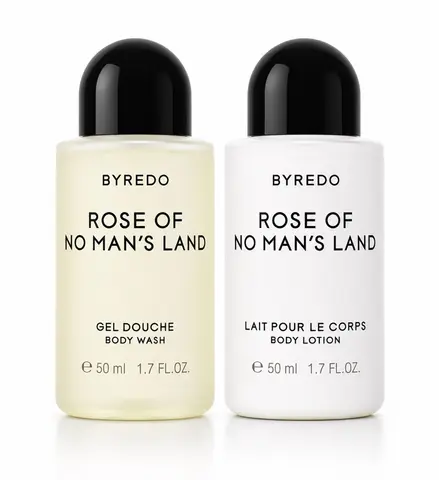 BYREDO
ROSE OF
NO MAN'S LAND
GEL DOUCHE
BODY WASH
℮ 50 ml 1.7 FL.OZ.
BYREDO
ROSE OF
NO MAN'S LAND
LAIT POUR LE CORPS
BODY LOTION
℮ 50 ml 1.7 FL.OZ.